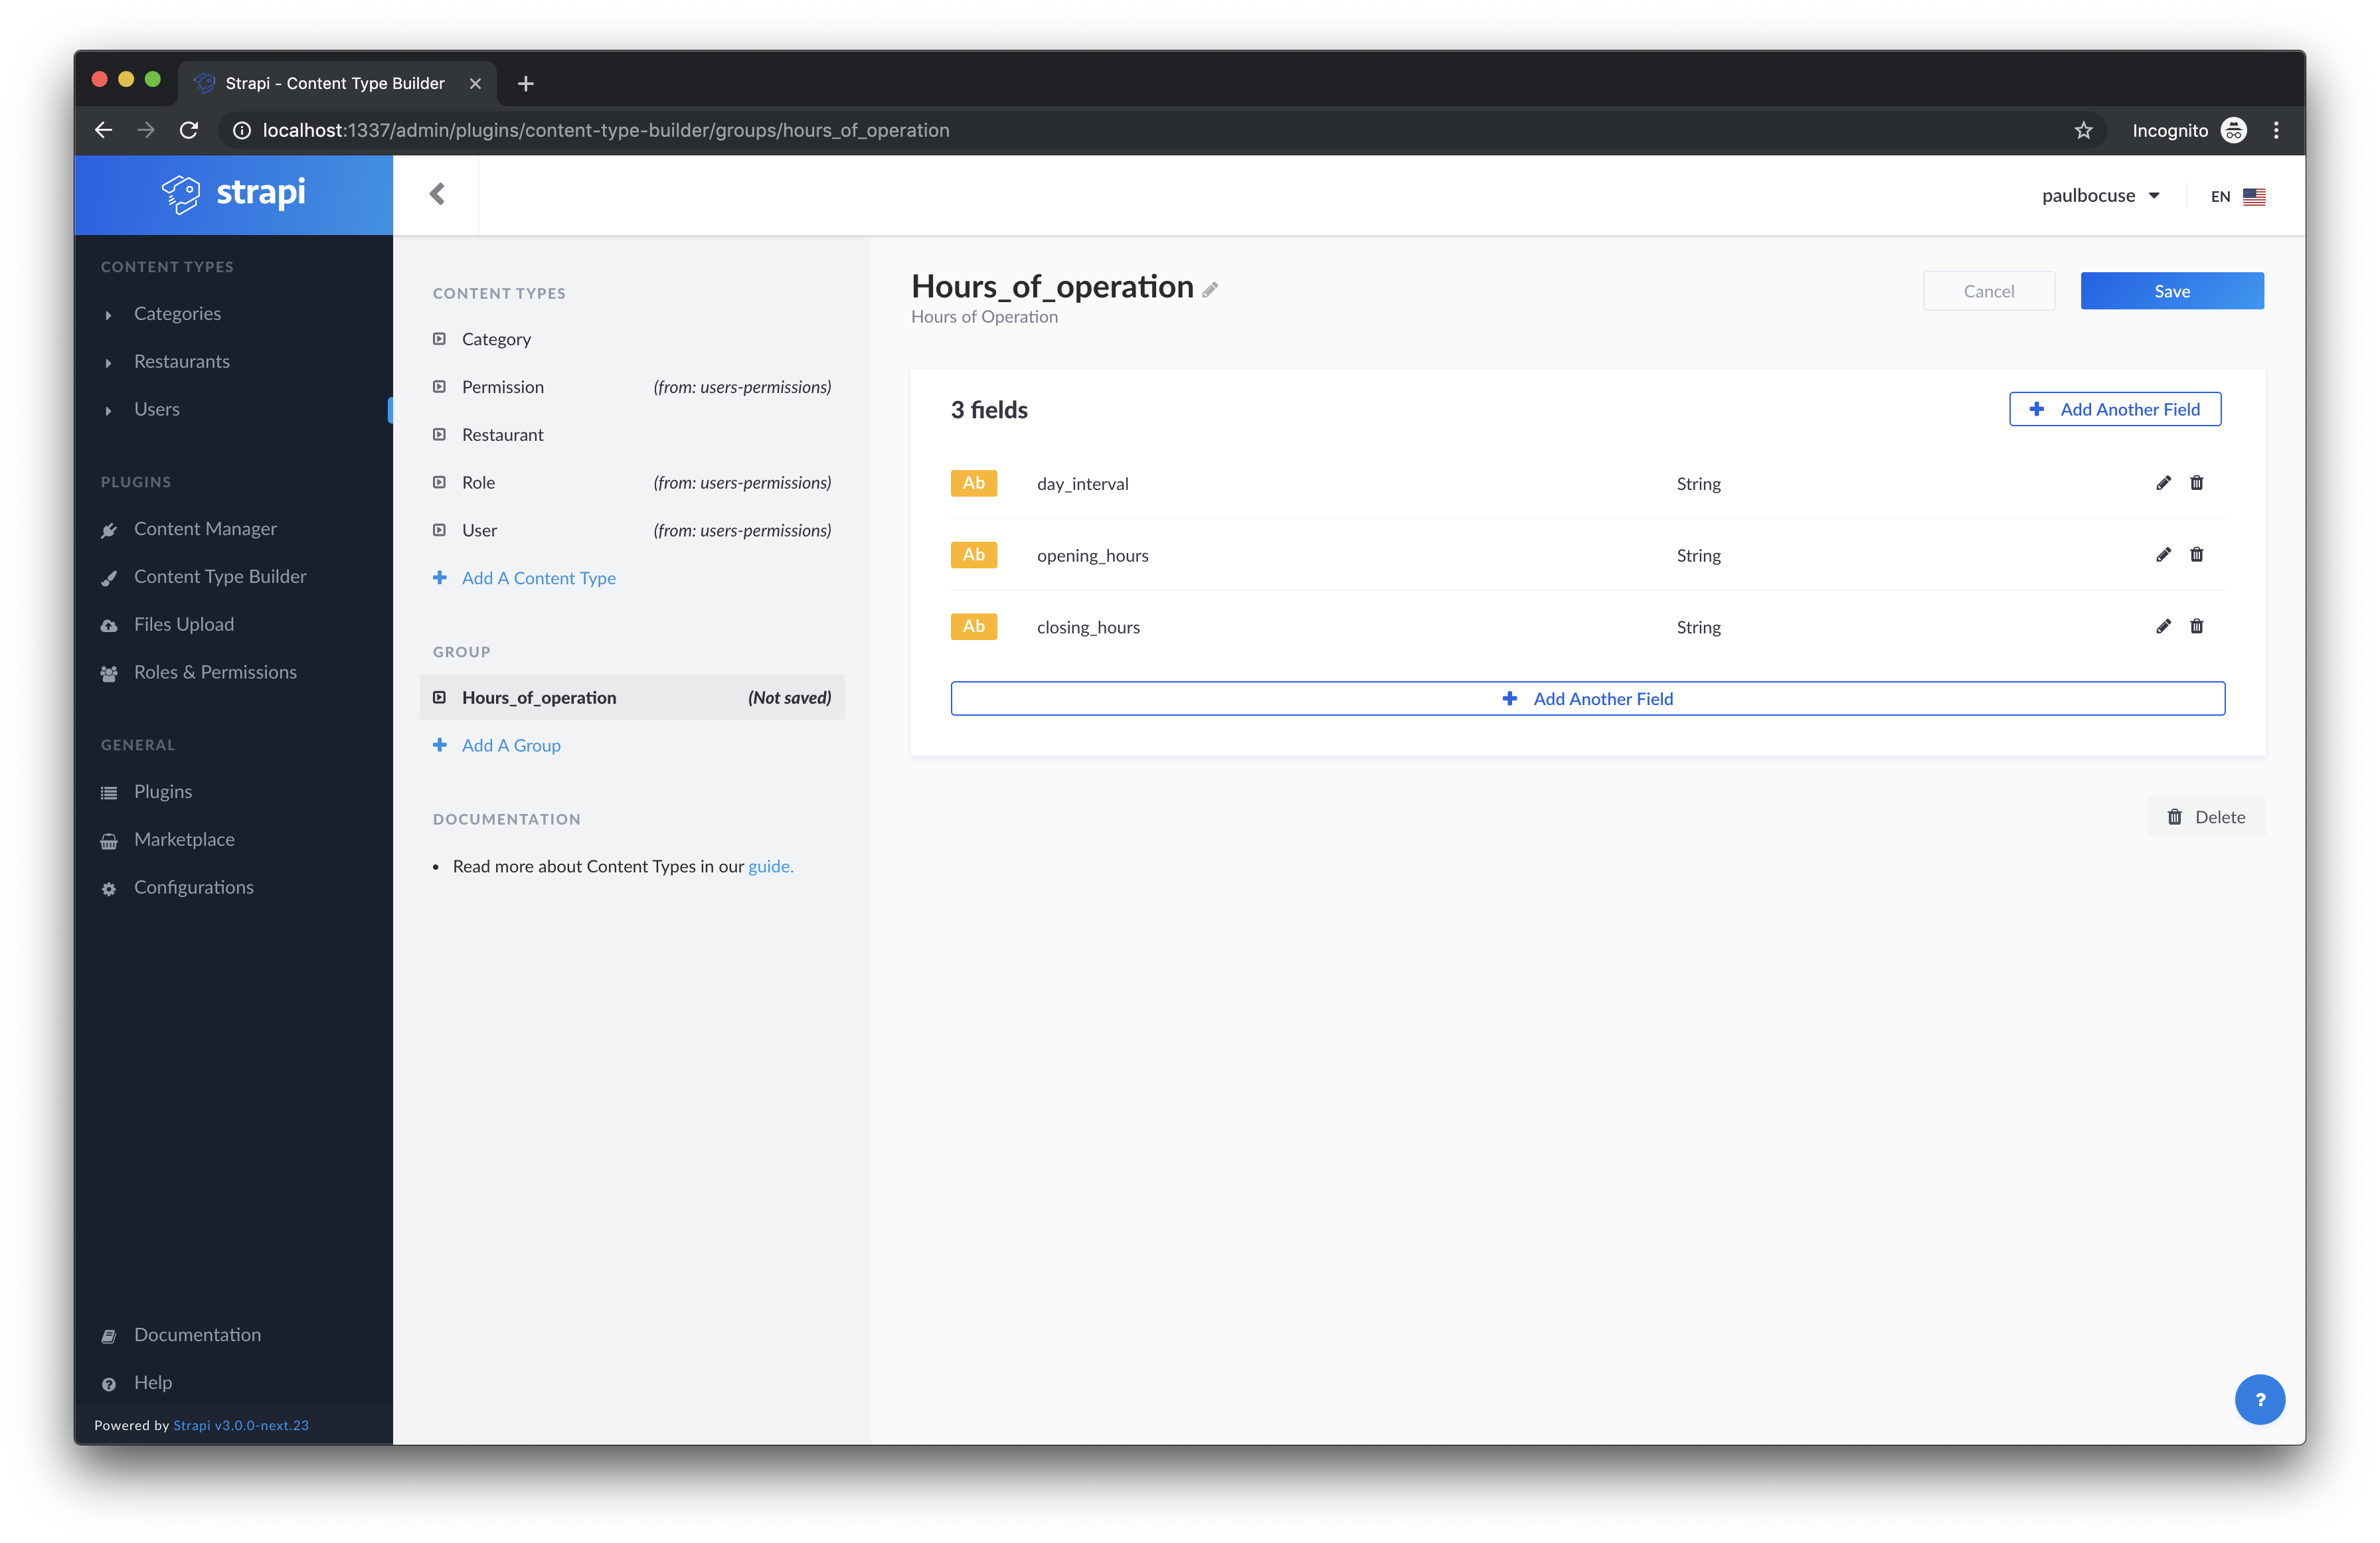 Strapi - Content Type Builder
localhost:1337/admin/plugins/content-type-builder/groups/hours_of_operation
Incognito
strapi
paulbocuse
EN
CONTENT TYPES
Categories
Restaurants
Users
PLUGINS
Content Manager
Content Type Builder
Files Upload
Roles & Permissions
GENERAL
Plugins
Marketplace
Configurations
Documentation
Help
Powered by Strapi v3.0.0-next.23
CONTENT TYPES
Category
Permission (from: users-permissions)
Restaurant
Role (from: users-permissions)
User (from: users-permissions)
Add A Content Type
GROUP
Hours_of_operation (Not saved)
Add A Group
DOCUMENTATION
Read more about Content Types in our guide.
Hours_of_operation
Hours of Operation
Cancel
Save
3 fields
Add Another Field
Ab day_interval String
Ab opening_hours String
Ab closing_hours String
Add Another Field
Delete
?